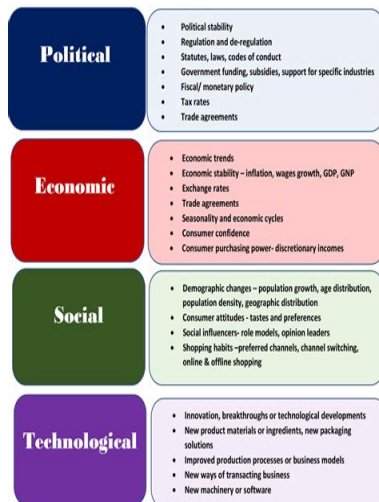 Political
• Political stability
• Regulation and de-regulation
• Statutes, laws, codes of conduct
• Government funding, subsidies, support for specific industries
• Fiscal/ monetary policy
• Tax rates
• Trade agreements
Economic
• Economic trends
• Economic stability – inflation, wages growth, GDP, GNP
• Exchange rates
• Trade agreements
• Seasonality and economic cycles
• Consumer confidence
• Consumer purchasing power- discretionary incomes
Social
• Demographic changes – population growth, age distribution,
population density, geographic distribution
• Consumer attitudes - tastes and preferences
• Social influencers- role models, opinion leaders
• Shopping habits –preferred channels, channel switching,
online & offline shopping
Technological
• Innovation, breakthroughs or technological developments
• New product materials or ingredients, new packaging
solutions
• Improved production processes or business models
• New ways of transacting business
• New machinery or software